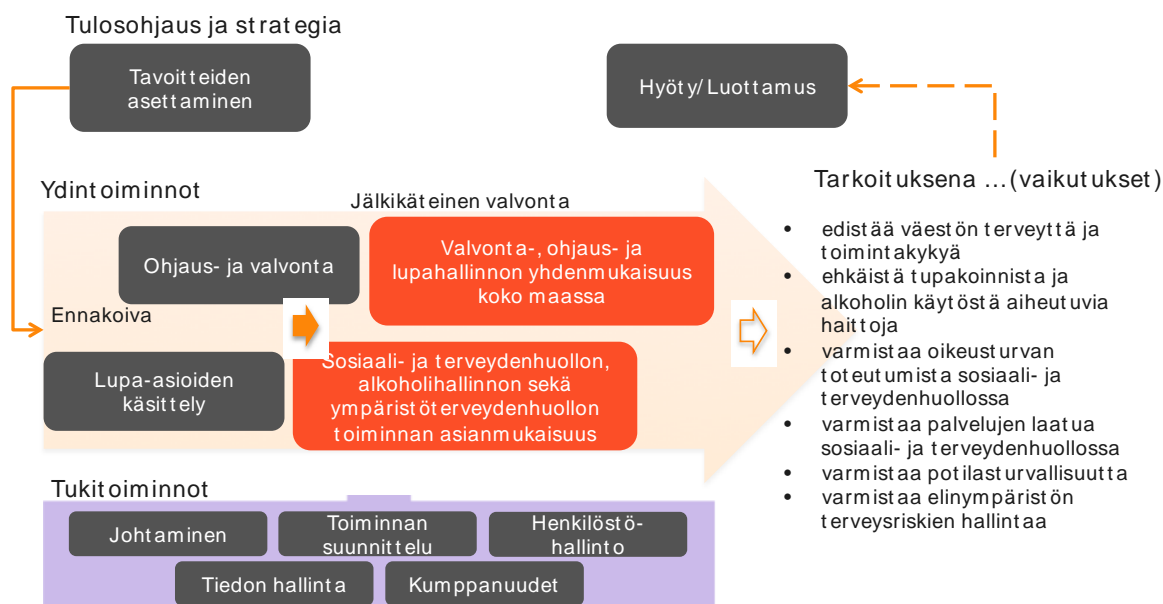 Tulosohjaus ja strategia
Tavoitteiden
asettaminen
Hyöty/Luottamus
Ydintoiminnot
Jälkikäteinen valvonta
Ohjaus- ja valvonta
Valvonta-, ohjaus- ja
lupahallinnon yhdenmukaisuus
koko maassa
Ennakoiva
Lupa-asioiden
käsittely
Sosiaali- ja terveydenhuollon,
alkoholihallinnon sekä
ympäristöterveydenhuollon
toiminnan asianmukaisuus
Tarkoituksena …(vaikutukset)
• edistää väestön terveyttä ja
toimintakykyä
• ehkäistä tupakoinnista ja
alkoholin käytöstä aiheutuvia
haittoja
• varmistaa oikeusturvan
toteutumista sosiaali- ja
terveydenhuollossa
• varmistaa palvelujen laatua
sosiaali- ja terveydenhuollossa
• varmistaa potilasturvallisuutta
• varmistaa elinympäristön
terveysriskien hallintaa
Tukitoiminnot
Johtaminen
Toiminnan
suunnittelu
Henkilöstö-
hallinto
Tiedon hallinta
Kumppanuudet